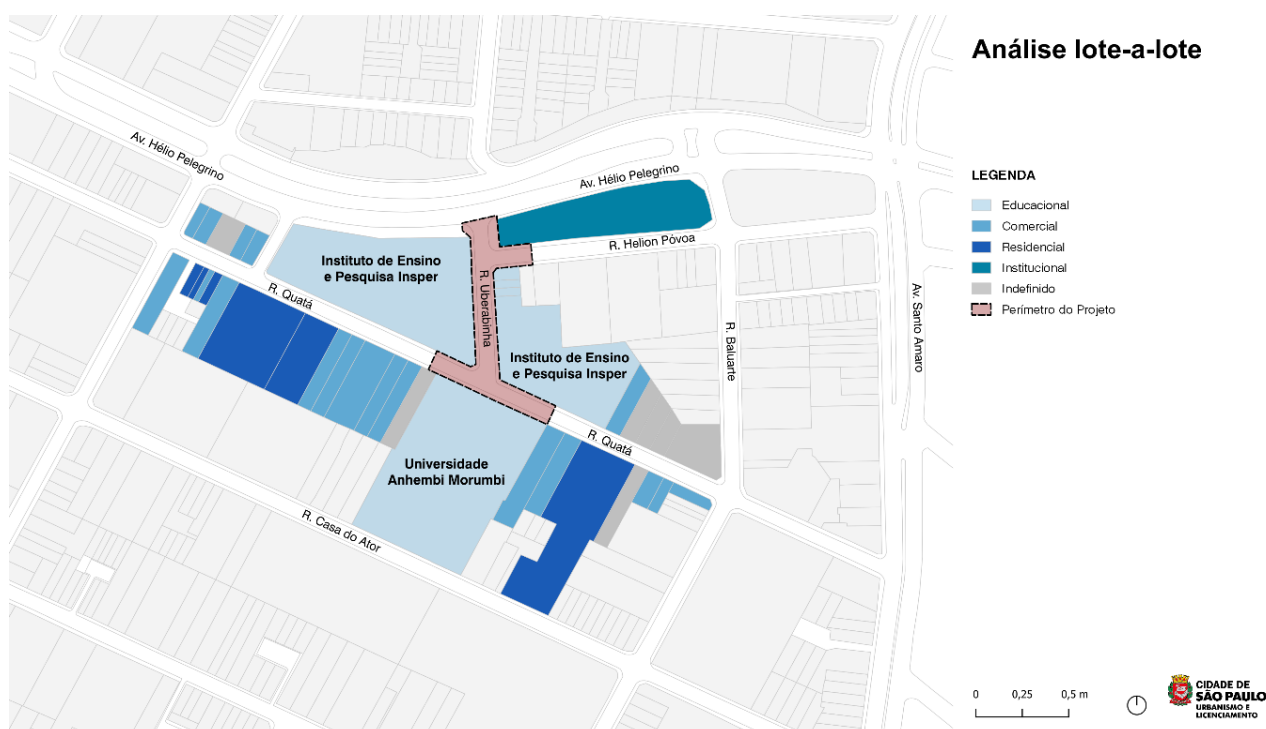 Análise lote-a-lote
Av. Hélio Pelegrino
Av. Hélio Pelegrino
R. Helion Póvoa
Instituto de Ensino
e Pesquisa Insper
R. Uberabinha
R. Quatá
Instituto de Ensino
e Pesquisa Insper
R. Baluarte
Av. Santo Amaro
R. Quatá
Universidade
Anhembi Morumbi
R. Casa do Ator
LEGENDA
Educacional
Comercial
Residencial
Institucional
Indefinido
Perímetro do Projeto
0 0,25 0,5 m
CIDADE DE
SÃO PAULO
URBANISMO E
LICENCIAMENTO